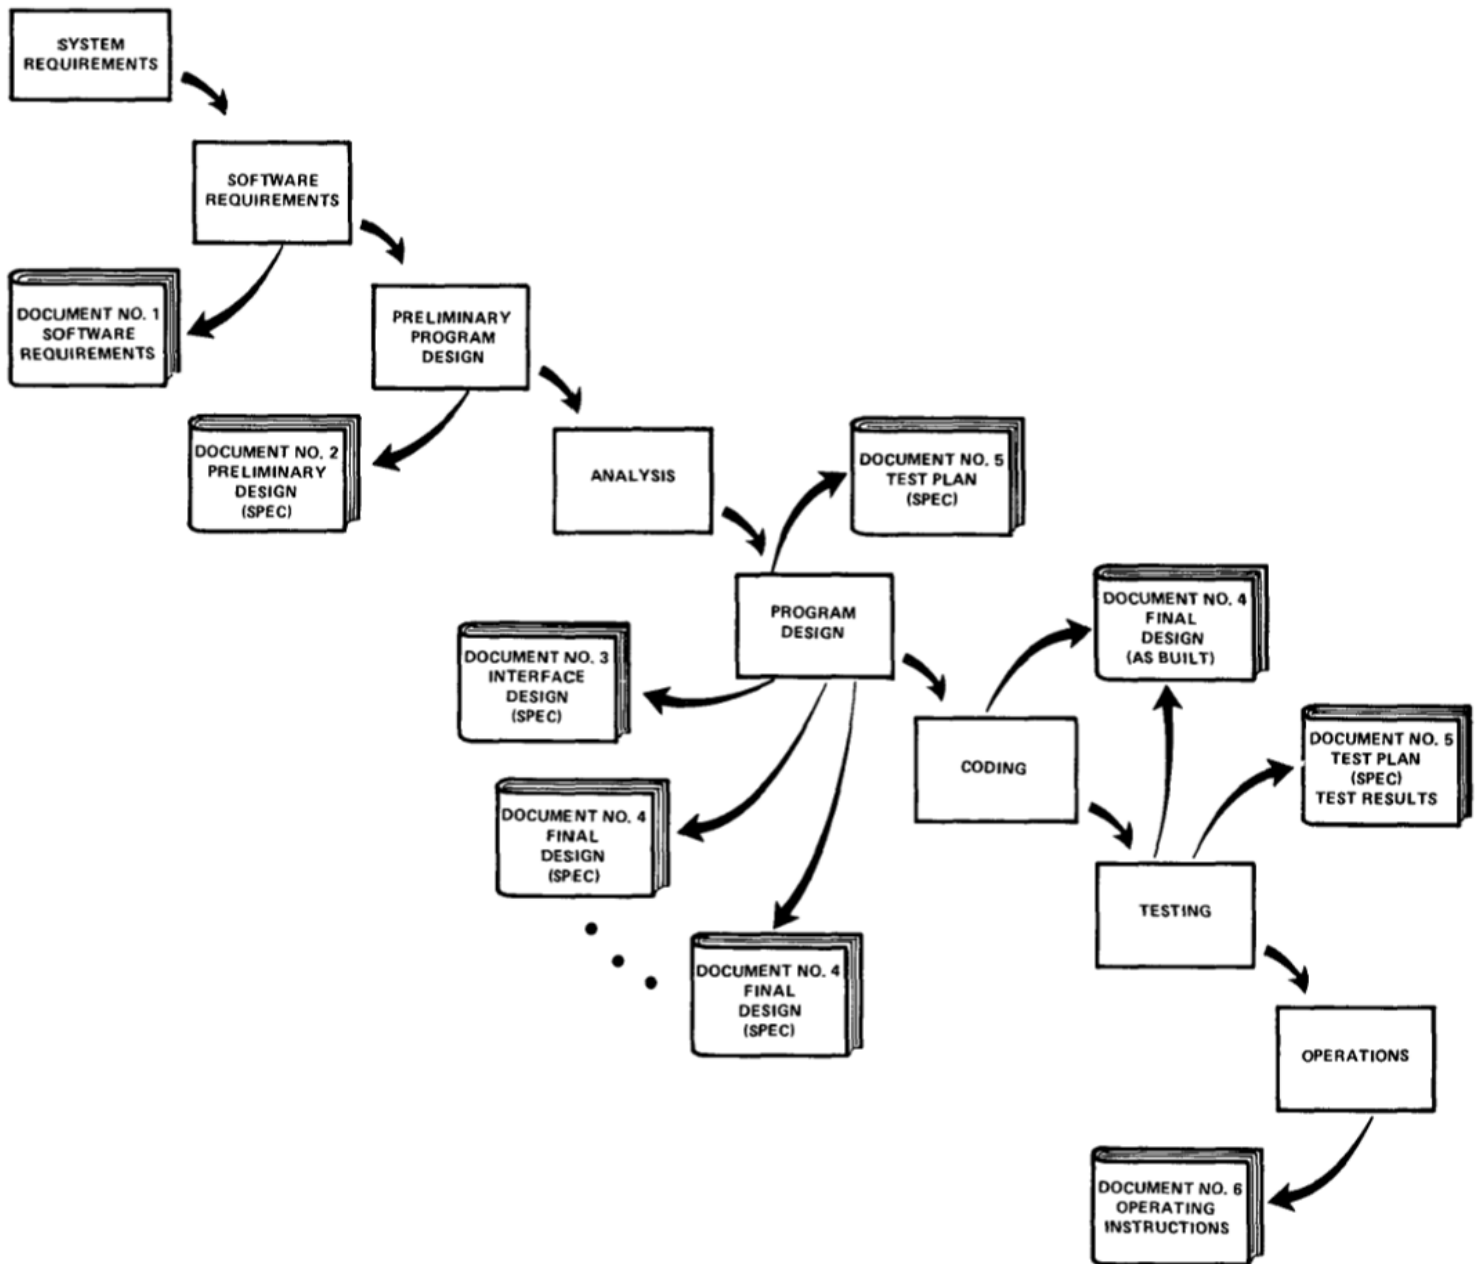 SYSTEM
REQUIREMENTS
SOFTWARE
REQUIREMENTS
DOCUMENT NO. 1
SOFTWARE
REQUIREMENTS
PRELIMINARY
PROGRAM
DESIGN
DOCUMENT NO. 2
PRELIMINARY
DESIGN
(SPEC)
ANALYSIS
DOCUMENT NO. 5
TEST PLAN
(SPEC)
PROGRAM
DESIGN
DOCUMENT NO. 3
INTERFACE
DESIGN
(SPEC)
DOCUMENT NO. 4
FINAL
DESIGN
(SPEC)
DOCUMENT NO. 4
FINAL
DESIGN
(SPEC)
CODING
DOCUMENT NO. 4
FINAL
DESIGN
(AS BUILT)
TESTING
DOCUMENT NO. 5
TEST PLAN
(SPEC)
TEST RESULTS
OPERATIONS
DOCUMENT NO. 6
OPERATING
INSTRUCTIONS